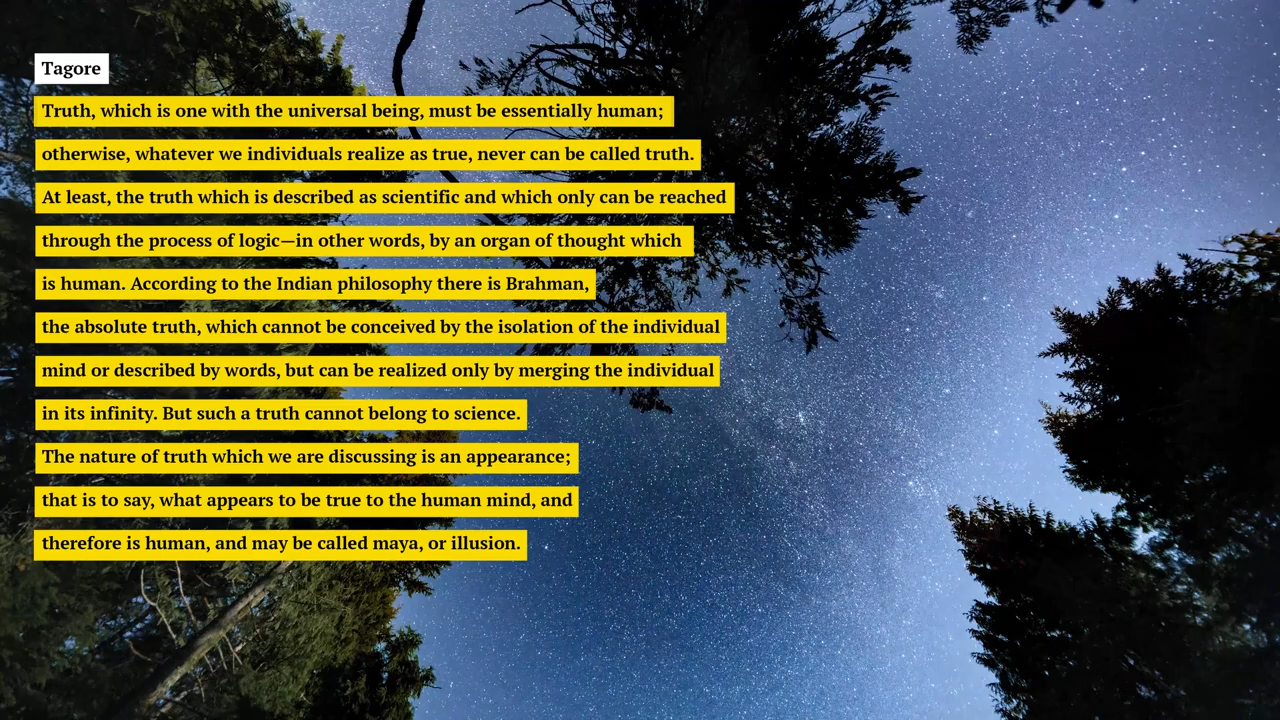 Tagore
Truth, which is one with the universal being, must be essentially human;
otherwise, whatever we individuals realize as true, never can be called truth.
At least, the truth which is described as scientific and which only can be reached
through the process of logic—in other words, by an organ of thought which
is human. According to the Indian philosophy there is Brahman,
the absolute truth, which cannot be conceived by the isolation of the individual
mind or described by words, but can be realized only by merging the individual
in its infinity. But such a truth cannot belong to science.
The nature of truth which we are discussing is an appearance;
that is to say, what appears to be true to the human mind, and
therefore is human, and may be called maya, or illusion.